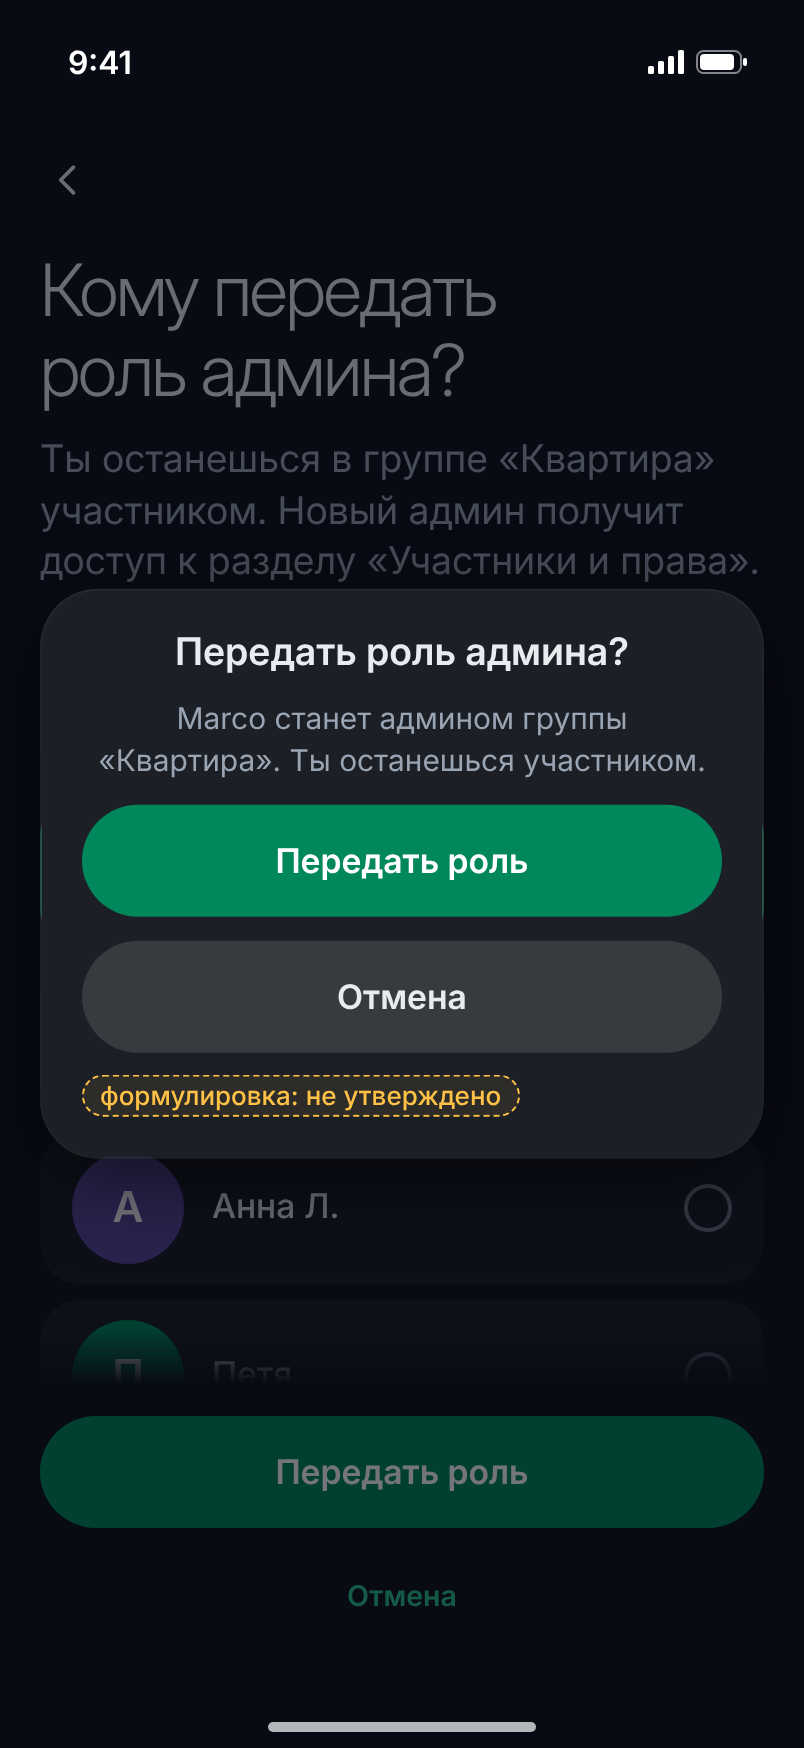 9:41
Кому передать
роль админа?
Ты останешься в группе «Квартира»
участником. Новый админ получит
доступ к разделу «Участники и права».
Передать роль админа?
Marco станет админом группы
«Квартира». Ты останешься участником.
Передать роль
Отмена
формулировка: не утверждено
А Анна Л.
П Петя
Передать роль
Отмена